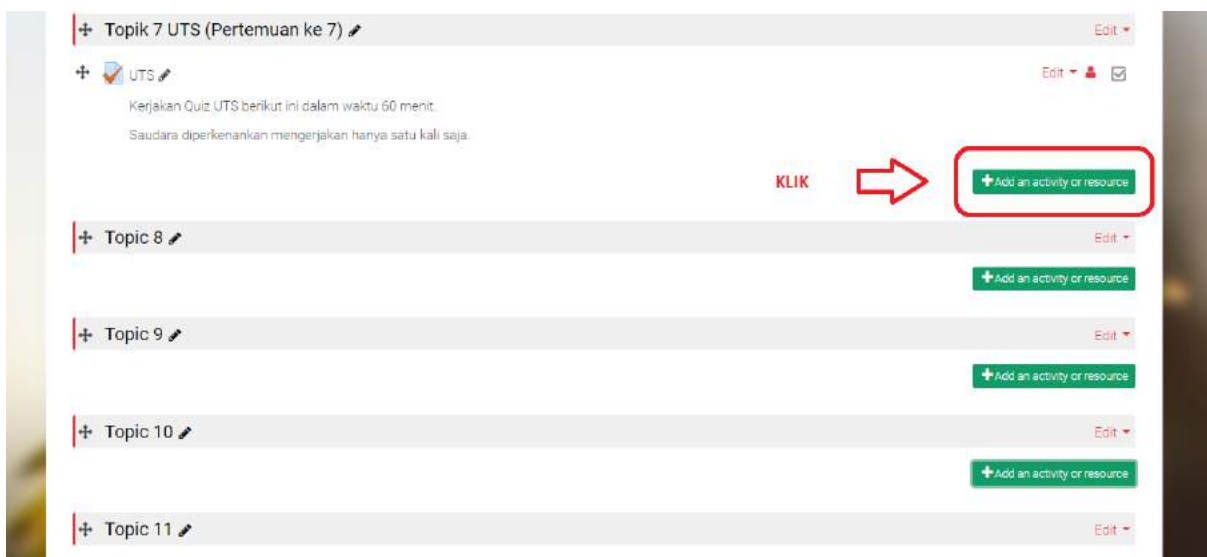 Topik 7 UTS (Pertemuan ke 7)
Edit
UTS
Edit
Kerjakan Quiz UTS berikut ini dalam waktu 60 menit.
Saudara diperkenankan mengerjakan hanya satu kali saja.
KLIK
+Add an activity or resource
Topic 8
Edit
+Add an activity or resource
Topic 9
Edit
+Add an activity or resource
Topic 10
Edit
+Add an activity or resource
Topic 11
Edit